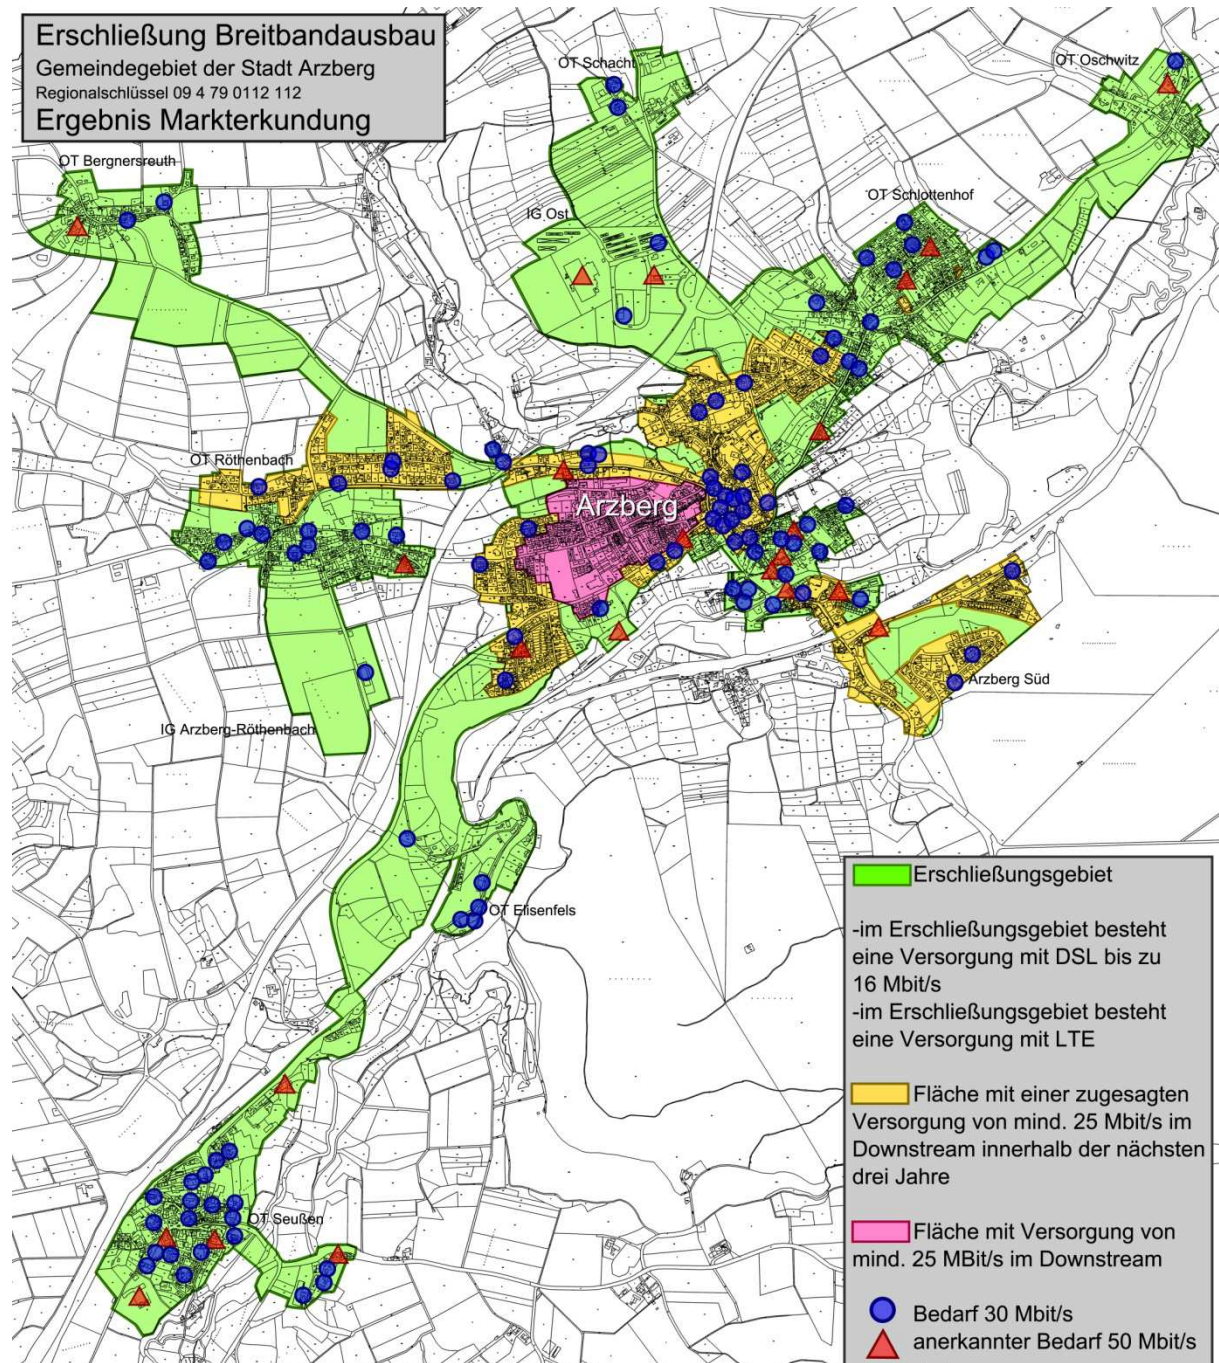 Erschließung Breitbandausbau
Gemeindegebiet der Stadt Arzberg
Regionalschlüssel 09 4 79 0112 112
Ergebnis Markterkundung
OT Schacht
OT Oschwitz
OT Bergnersreuth
OT Schlottenhof
IG Ost
OT Röthenbach
Arzberg
Arzberg Süd
IG Arzberg-Röthenbach
OT Elisenfels
OT Seußen
Erschließungsgebiet
-im Erschließungsgebiet besteht
eine Versorgung mit DSL bis zu
16 Mbit/s
-im Erschließungsgebiet besteht
eine Versorgung mit LTE
Fläche mit einer zugesagten
Versorgung von mind. 25 Mbit/s im
Downstream innerhalb der nächsten
drei Jahre
Fläche mit Versorgung von
mind. 25 MBit/s im Downstream
Bedarf 30 Mbit/s
anerkannter Bedarf 50 Mbit/s